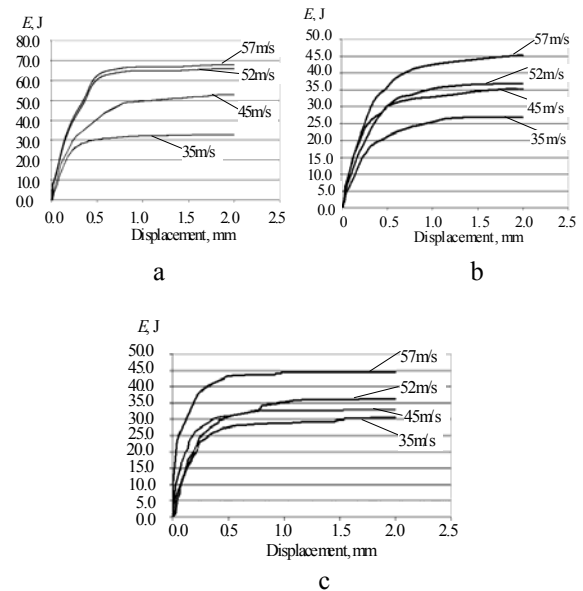 E, J
80.0
70.0
60.0
50.0
40.0
30.0
20.0
10.0
0.0
0.0 0.5 1.0 1.5 2.0 2.5
Displacement, mm
57m/s
52m/s
45m/s
35m/s
a
E, J
50.0
45.0
40.0
35.0
30.0
25.0
20.0
15.0
10.0
5.0
0.0
0 0.5 1.0 1.5 2.0 2.5
Displacement, mm
57m/s
52m/s
45m/s
35m/s
b
E, J
50.0
45.0
40.0
35.0
30.0
25.0
20.0
15.0
10.0
5.0
0.0
0.0 0.5 1.0 1.5 2.0 2.5
Displacement, mm
57m/s
52m/s
45m/s
35m/s
c